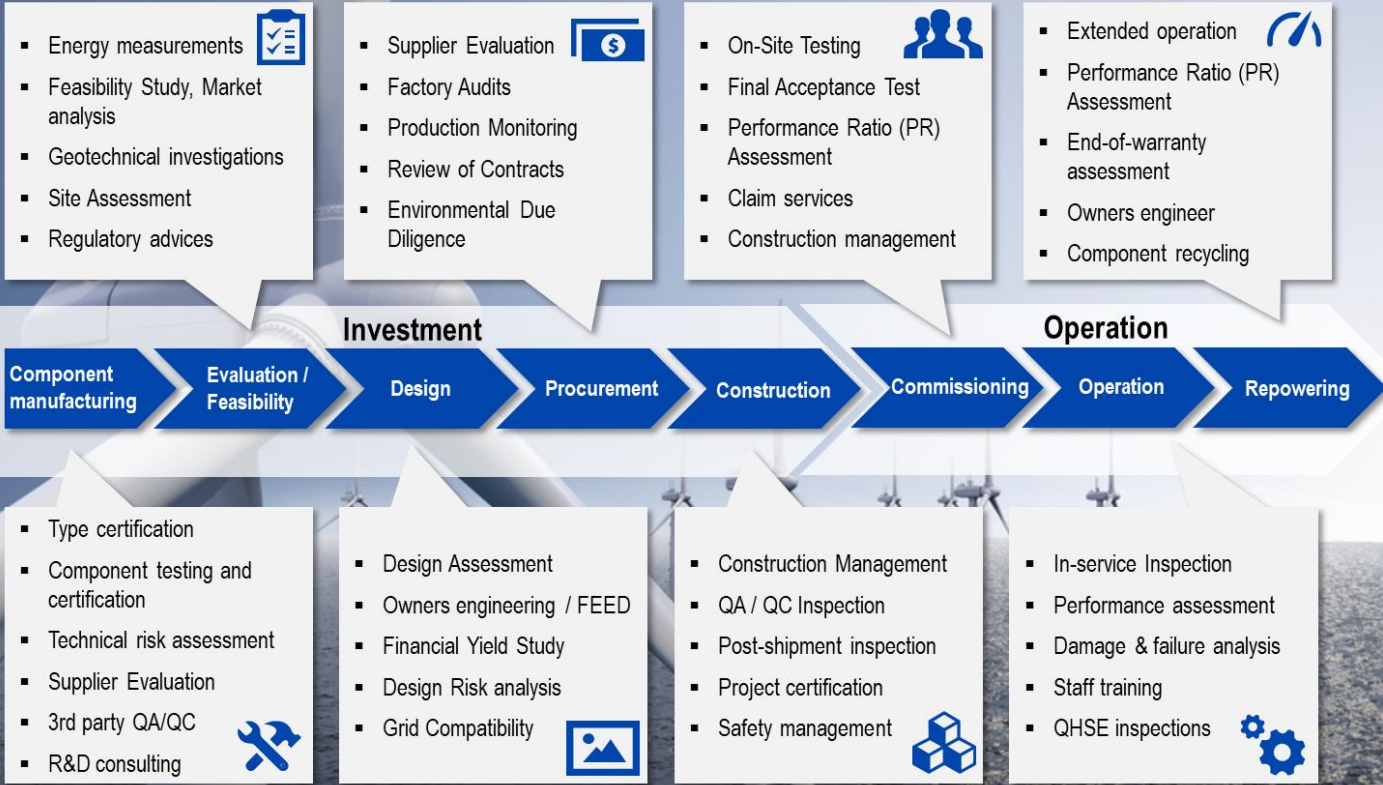 Energy measurements
Feasibility Study, Market
analysis
Geotechnical investigations
Site Assessment
Regulatory advices
Supplier Evaluation
Factory Audits
Production Monitoring
Review of Contracts
Environmental Due
Diligence
On-Site Testing
Final Acceptance Test
Performance Ratio (PR)
Assessment
Claim services
Construction management
Extended operation
Performance Ratio (PR)
Assessment
End-of-warranty
assessment
Owners engineer
Component recycling
Investment
Operation
Component
manufacturing
Evaluation /
Feasibility
Design
Procurement
Construction
Commissioning
Operation
Repowering
Type certification
Component testing and
certification
Technical risk assessment
Supplier Evaluation
3rd party QA/QC
R&D consulting
Design Assessment
Owners engineering / FEED
Financial Yield Study
Design Risk analysis
Grid Compatibility
Construction Management
QA / QC Inspection
Post-shipment inspection
Project certification
Safety management
In-service Inspection
Performance assessment
Damage & failure analysis
Staff training
QHSE inspections